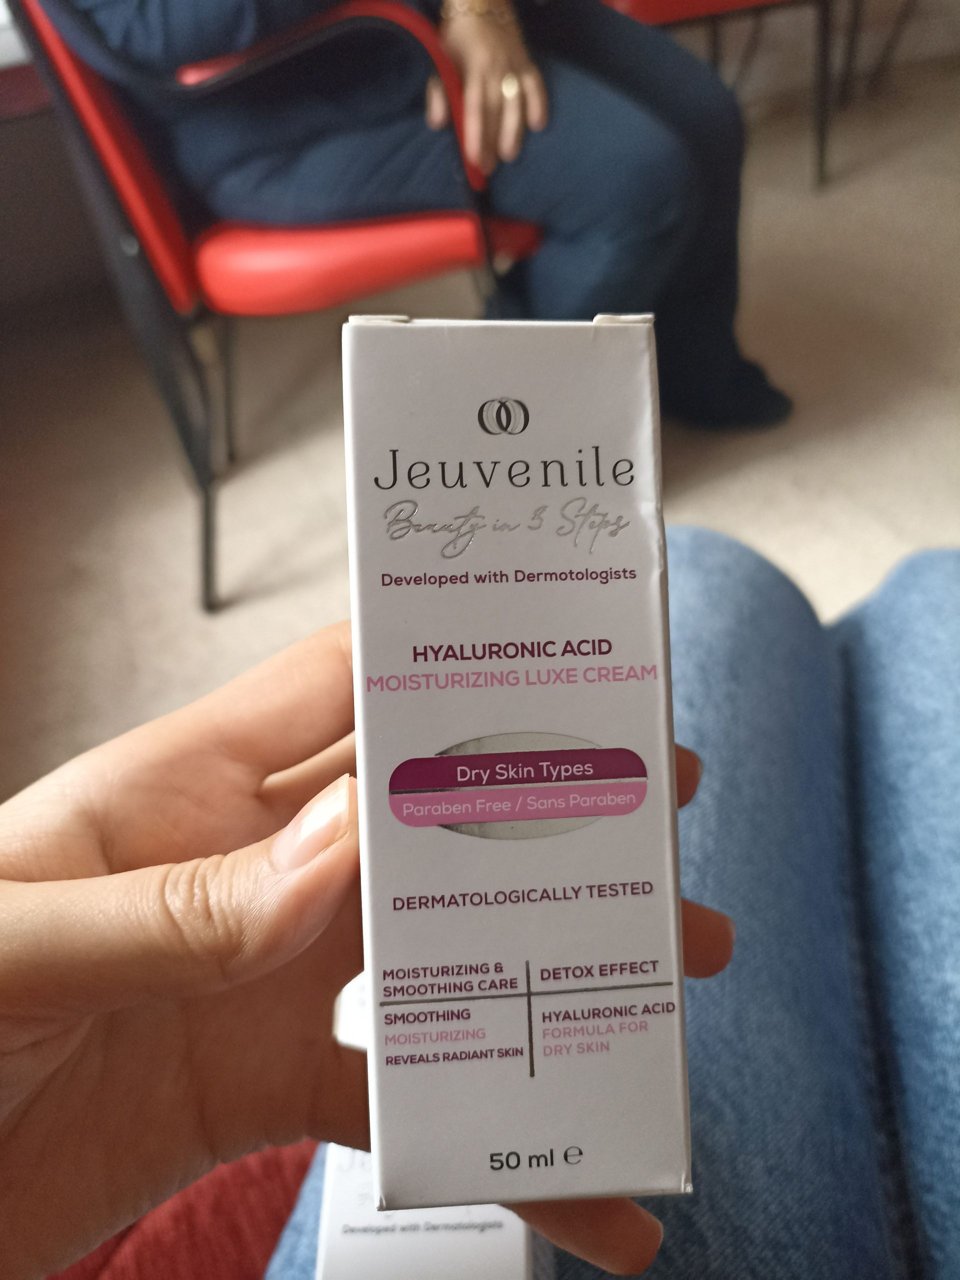 Jeuvenile
Beauty in 3 Steps
Developed with Dermotologists
HYALURONIC ACID
MOISTURIZING LUXE CREAM
Dry Skin Types
Paraben Free / Sans Paraben
DERMATOLOGICALLY TESTED
MOISTURIZING &
SMOOTHING CARE
DETOX EFFECT
SMOOTHING
MOISTURIZING
REVEALS RADIANT SKIN
HYALURONIC ACID
FORMULA FOR
DRY SKIN
50 ml ℮
Developed with Dermotologists